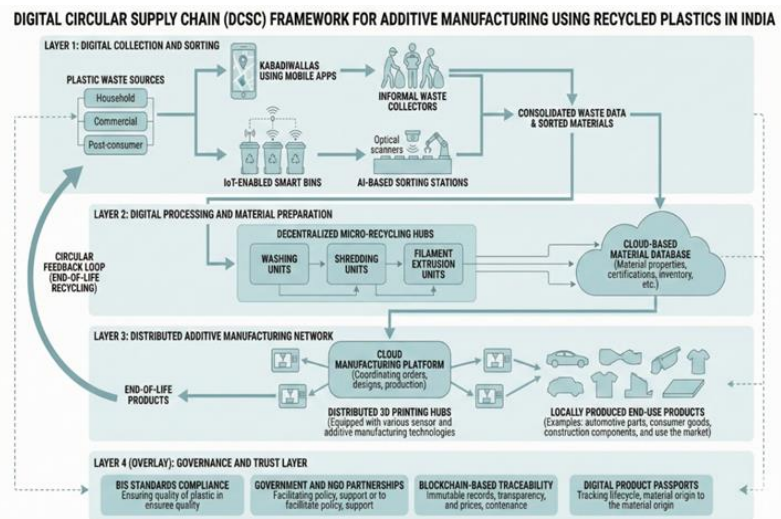 DIGITAL CIRCULAR SUPPLY CHAIN (DCSC) FRAMEWORK FOR ADDITIVE MANUFACTURING USING RECYCLED PLASTICS IN INDIA
LAYER 1: DIGITAL COLLECTION AND SORTING
PLASTIC WASTE SOURCES
Household
Commercial
Post-consumer
KABADIWALLAS
USING MOBILE APPS
INFORMAL WASTE
COLLECTORS
IoT-ENABLED SMART BINS
Optical
scanners
AI-BASED SORTING STATIONS
CONSOLIDATED WASTE DATA
& SORTED MATERIALS
LAYER 2: DIGITAL PROCESSING AND MATERIAL PREPARATION
DECENTRALIZED MICRO-RECYCLING HUBS
WASHING
UNITS
SHREDDING
UNITS
FILAMENT
EXTRUSION
UNITS
CLOUD-BASED
MATERIAL DATABASE
(Material properties,
certifications, inventory,
etc.)
CIRCULAR
FEEDBACK LOOP
(END-OF-LIFE
RECYCLING)
LAYER 3: DISTRIBUTED ADDITIVE MANUFACTURING NETWORK
CLOUD
MANUFACTURING PLATFORM
(Coordinating orders,
designs, production)
END-OF-LIFE
PRODUCTS
DISTRIBUTED 3D PRINTING HUBS
(Equipped with various sensor and
additive manufacturing technologies
LOCALLY PRODUCED END-USE PRODUCTS
(Examples: automotive parts, consumer goods,
construction components, and use the market)
LAYER 4 (OVERLAY): GOVERNANCE AND TRUST LAYER
BIS STANDARDS COMPLIANCE
Ensuring quality of plastic in
ensuree quality
GOVERNMENT AND NGO PARTNERSHIPS
Facilitating policy, support or to
facilitate policy, support
BLOCKCHAIN-BASED TRACEABILITY
Immutable records, transparency,
and prices, contenance
DIGITAL PRODUCT PASSPORTS
Tracking lifecycle, material origin to
the material origin